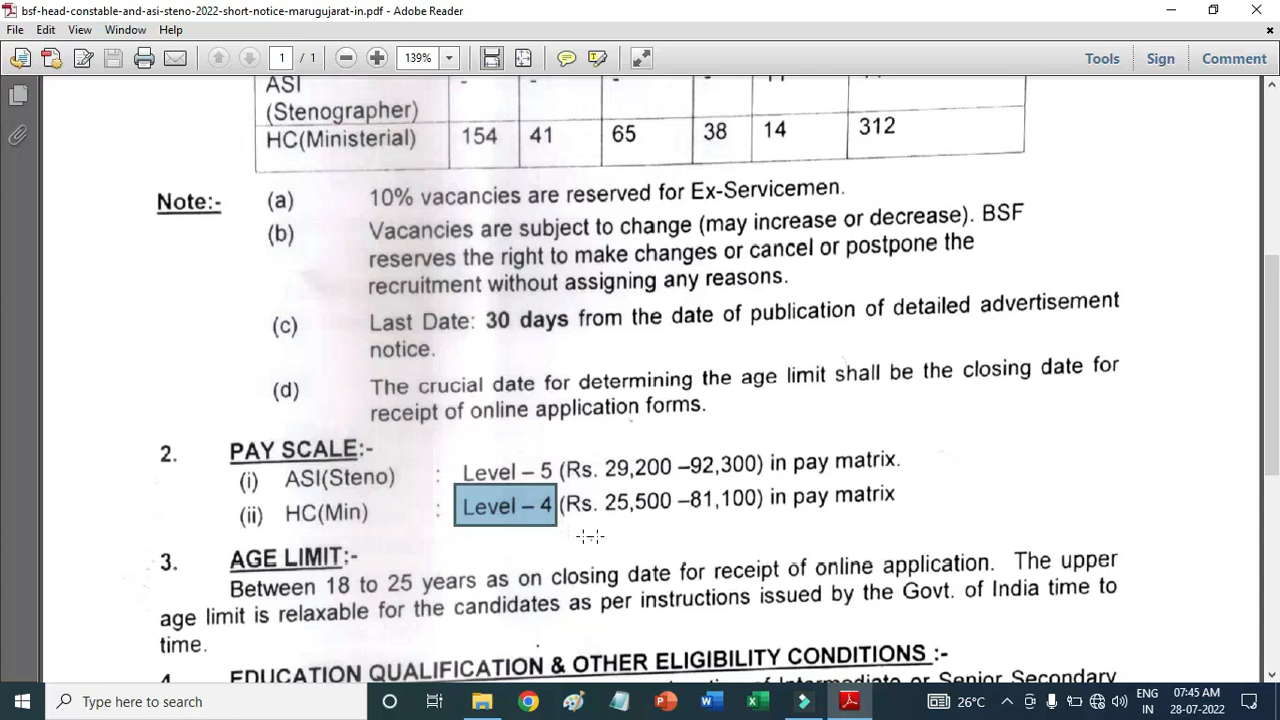 bsf-head-constable-and-asi-steno-2022-short-notice-marugujarat-in.pdf - Adobe Reader
File Edit View Window Help
1 / 1 139% Tools Sign Comment
ASI - - - - 11
(Stenographer)
HC(Ministerial) 154 41 65 38 14 312
Note:- (a) 10% vacancies are reserved for Ex-Servicemen.
(b) Vacancies are subject to change (may increase or decrease). BSF
reserves the right to make changes or cancel or postpone the
recruitment without assigning any reasons.
(c) Last Date: 30 days from the date of publication of detailed advertisement
notice.
(d) The crucial date for determining the age limit shall be the closing date for
receipt of online application forms.
2. PAY SCALE:-
(i) ASI(Steno) : Level – 5 (Rs. 29,200 –92,300) in pay matrix.
(ii) HC(Min) : Level – 4 (Rs. 25,500 –81,100) in pay matrix
3. AGE LIMIT:-
Between 18 to 25 years as on closing date for receipt of online application. The upper
age limit is relaxable for the candidates as per instructions issued by the Govt. of India time to
time.
4. EDUCATION QUALIFICATION & OTHER ELIGIBILITY CONDITIONS :-
of Intermediate or Senior Secondary
Type here to search
26°C
ENG
IN
07:45 AM
28-07-2022